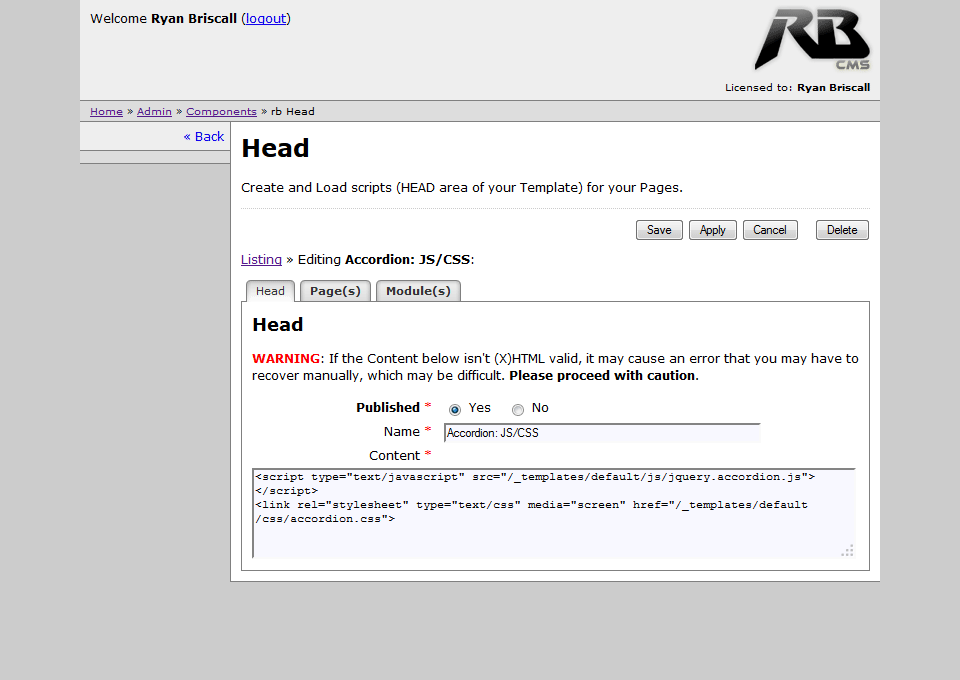 Welcome Ryan Briscall (logout)
RB
CMS
Licensed to: Ryan Briscall
Home » Admin » Components » rb Head
« Back
Head
Create and Load scripts (HEAD area of your Template) for your Pages.
Save Apply Cancel Delete
Listing » Editing Accordion: JS/CSS:
Head Page(s) Module(s)
Head
WARNING: If the Content below isn't (X)HTML valid, it may cause an error that you may have to
recover manually, which may be difficult. Please proceed with caution.
Published * Yes No
Name * Accordion: JS/CSS
Content *
<script type="text/javascript" src="/_templates/default/js/jquery.accordion.js">
</script>
<link rel="stylesheet" type="text/css" media="screen" href="/_templates/default
/css/accordion.css">